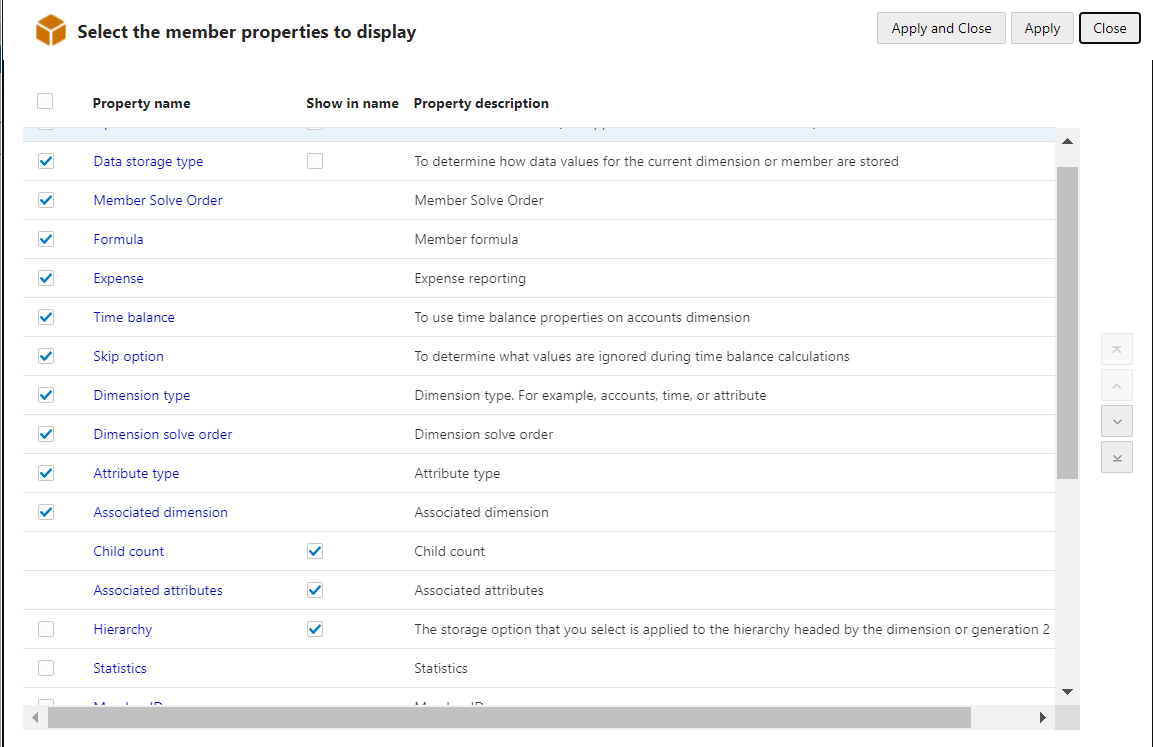 Select the member properties to display
Apply and Close
Apply
Close
Property name Show in name Property description
Data storage type To determine how data values for the current dimension or member are stored
Member Solve Order Member Solve Order
Formula Member formula
Expense Expense reporting
Time balance To use time balance properties on accounts dimension
Skip option To determine what values are ignored during time balance calculations
Dimension type Dimension type. For example, accounts, time, or attribute
Dimension solve order Dimension solve order
Attribute type Attribute type
Associated dimension Associated dimension
Child count Child count
Associated attributes Associated attributes
Hierarchy The storage option that you select is applied to the hierarchy headed by the dimension or generation 2
Statistics Statistics